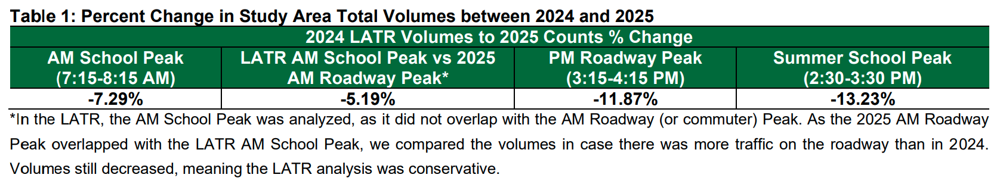 Table 1: Percent Change in Study Area Total Volumes between 2024 and 2025
2024 LATR Volumes to 2025 Counts % Change
AM School Peak (7:15-8:15 AM)
LATR AM School Peak vs 2025 AM Roadway Peak*
PM Roadway Peak (3:15-4:15 PM)
Summer School Peak (2:30-3:30 PM)
-7.29% -5.19% -11.87% -13.23%
*In the LATR, the AM School Peak was analyzed, as it did not overlap with the AM Roadway (or commuter) Peak. As the 2025 AM Roadway
Peak overlapped with the LATR AM School Peak, we compared the volumes in case there was more traffic on the roadway than in 2024.
Volumes still decreased, meaning the LATR analysis was conservative.